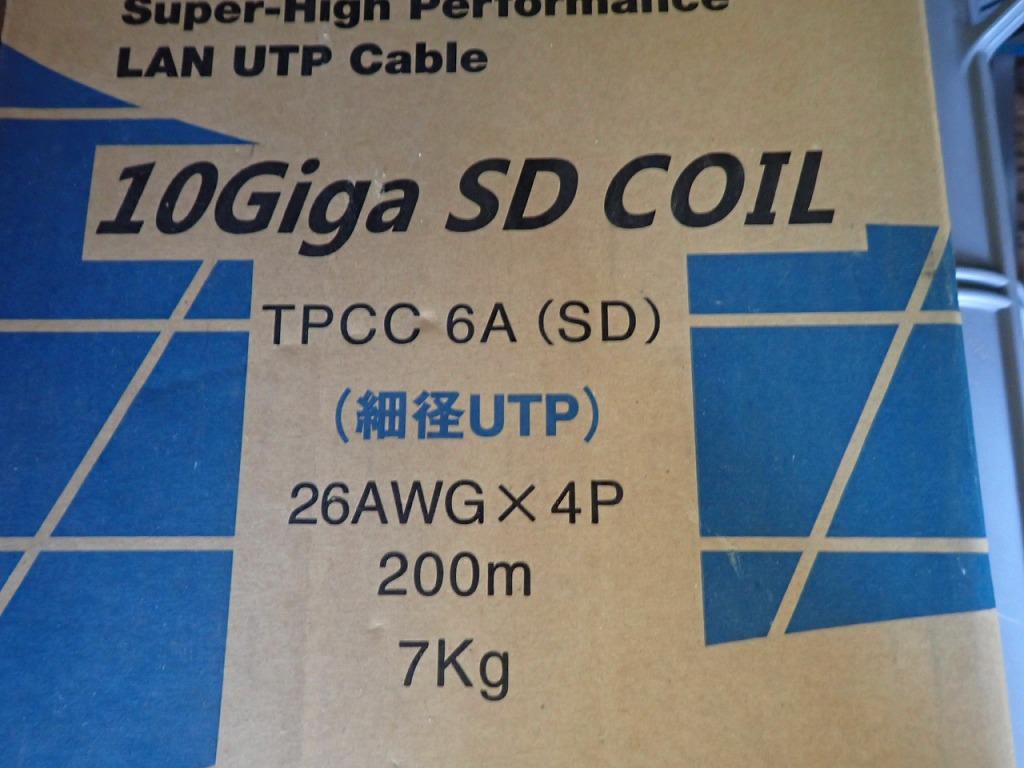 Super-High Performance
LAN UTP Cable
10Giga SD COIL
TPCC 6A (SD)
(細径UTP)
26AWG×4P
200m
7Kg